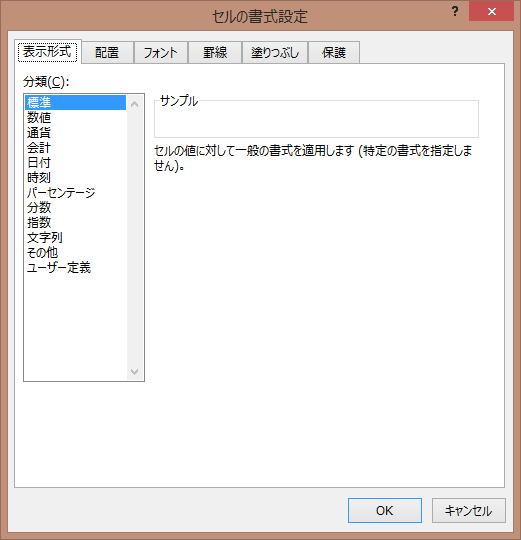 セルの書式設定
?
表示形式 配置 フォント 罫線 塗りつぶし 保護
分類(C):
標準
数値
通貨
会計
日付
時刻
パーセンテージ
分数
指数
文字列
その他
ユーザー定義
サンプル
セルの値に対して一般の書式を適用します (特定の書式を指定しま
せん)。
OK キャンセル